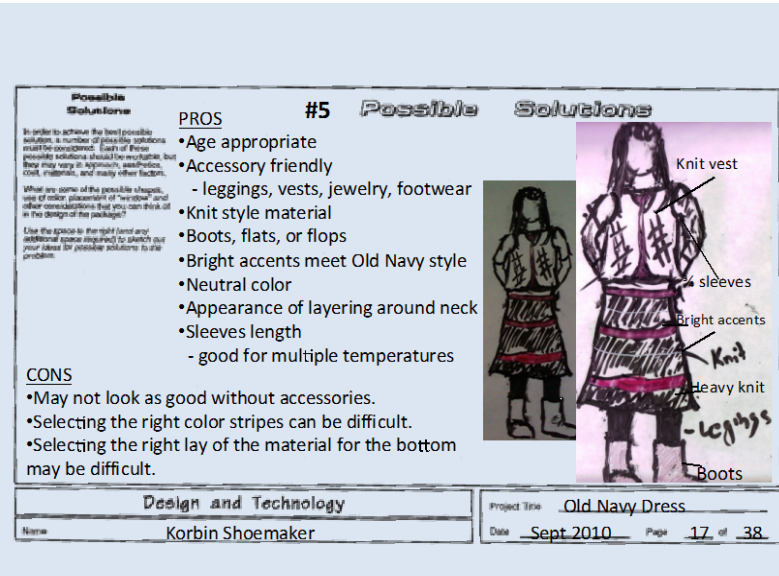 Possible
Solutions
In order to achieve the best possible
solution, a number of possible solutions
must be considered. Each of these
possible solutions should be workable, but
they may vary in approach, aesthetics,
cost, materials, and many other factors.
What are some of the possible shapes,
use of color, placement of "window" and
other considerations that you can think of
in the design of the package?
Use the space to the right (and any
additional space required) to sketch out
your ideas for possible solutions to the
problem.
#5
Possible Solutions
PROS
•Age appropriate
•Accessory friendly
- leggings, vests, jewelry, footwear
•Knit style material
•Boots, flats, or flops
•Bright accents meet Old Navy style
•Neutral color
•Appearance of layering around neck
•Sleeves length
- good for multiple temperatures
CONS
•May not look as good without accessories.
•Selecting the right color stripes can be difficult.
•Selecting the right lay of the material for the bottom
may be difficult.
Knit vest
¾ sleeves
Bright accents
Knit
Heavy knit
- Leggings
Boots
Design and Technology
Name Korbin Shoemaker
Project Title Old Navy Dress
Date Sept 2010 Page 17 of 38